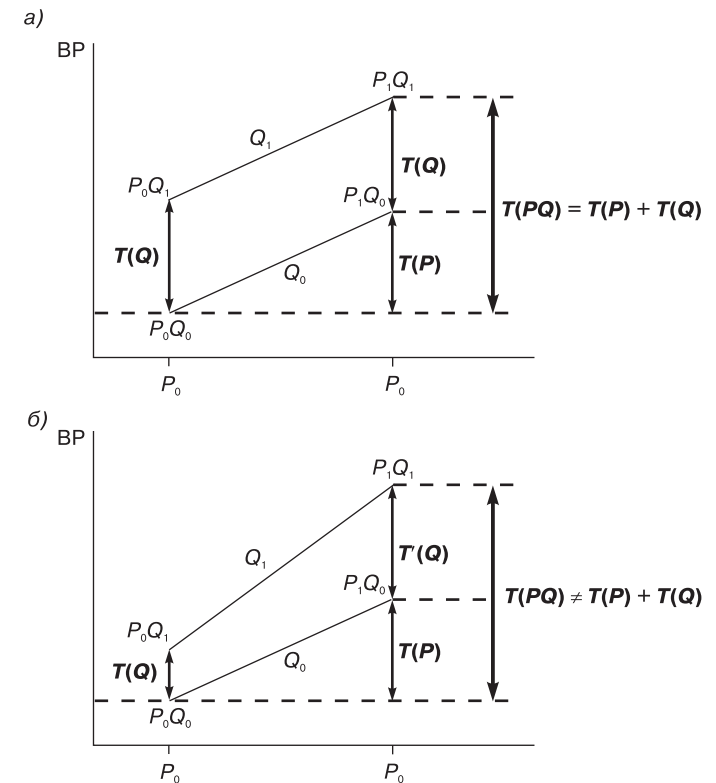 а)
ВР
P₁Q₁
Q₁
T(Q)
P₀Q₁
P₁Q₀
T(PQ) = T(P) + T(Q)
T(Q)
T(P)
Q₀
P₀Q₀
P₀
P₀
б)
ВР
P₁Q₁
T′(Q)
Q₁
P₁Q₀
T(PQ) ≠ T(P) + T(Q)
P₀Q₁
T(P)
Q₀
T(Q)
P₀Q₀
P₀
P₀